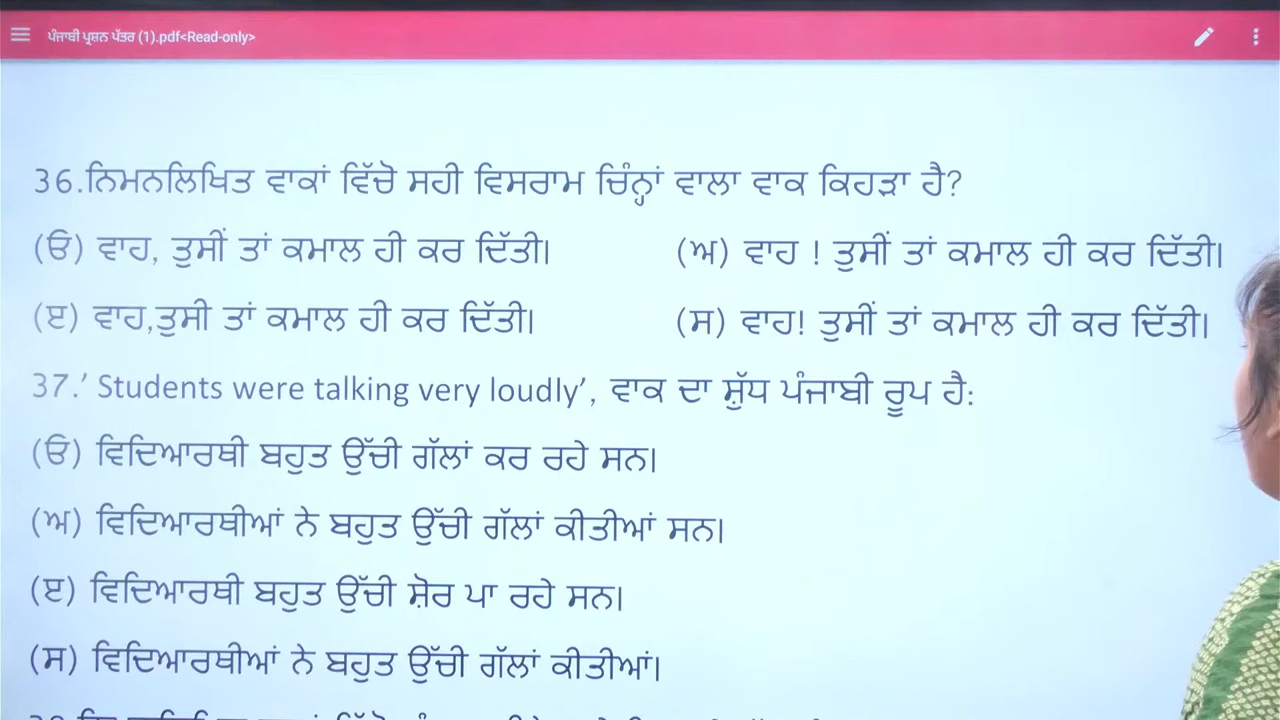 ਪੰਜਾਬੀ ਪ੍ਰਸ਼ਨ ਪੱਤਰ (1).pdf<Read-only>
36.ਨਿਮਨਲਿਖਿਤ ਵਾਕਾਂ ਵਿੱਚੋ ਸਹੀ ਵਿਸਰਾਮ ਚਿੰਨ੍ਹਾਂ ਵਾਲਾ ਵਾਕ ਕਿਹੜਾ ਹੈ?
(ੳ) ਵਾਹ, ਤੁਸੀਂ ਤਾਂ ਕਮਾਲ ਹੀ ਕਰ ਦਿੱਤੀ। (ਅ) ਵਾਹ ! ਤੁਸੀਂ ਤਾਂ ਕਮਾਲ ਹੀ ਕਰ ਦਿੱਤੀ।
(ੲ) ਵਾਹ,ਤੁਸੀ ਤਾਂ ਕਮਾਲ ਹੀ ਕਰ ਦਿੱਤੀ। (ਸ) ਵਾਹ! ਤੁਸੀਂ ਤਾਂ ਕਮਾਲ ਹੀ ਕਰ ਦਿੱਤੀ।
37.’ Students were talking very loudly’, ਵਾਕ ਦਾ ਸ਼ੁੱਧ ਪੰਜਾਬੀ ਰੂਪ ਹੈ:
(ੳ) ਵਿਦਿਆਰਥੀ ਬਹੁਤ ਉੱਚੀ ਗੱਲਾਂ ਕਰ ਰਹੇ ਸਨ।
(ਅ) ਵਿਦਿਆਰਥੀਆਂ ਨੇ ਬਹੁਤ ਉੱਚੀ ਗੱਲਾਂ ਕੀਤੀਆਂ ਸਨ।
(ੲ) ਵਿਦਿਆਰਥੀ ਬਹੁਤ ਉੱਚੀ ਸ਼ੋਰ ਪਾ ਰਹੇ ਸਨ।
(ਸ) ਵਿਦਿਆਰਥੀਆਂ ਨੇ ਬਹੁਤ ਉੱਚੀ ਗੱਲਾਂ ਕੀਤੀਆਂ।